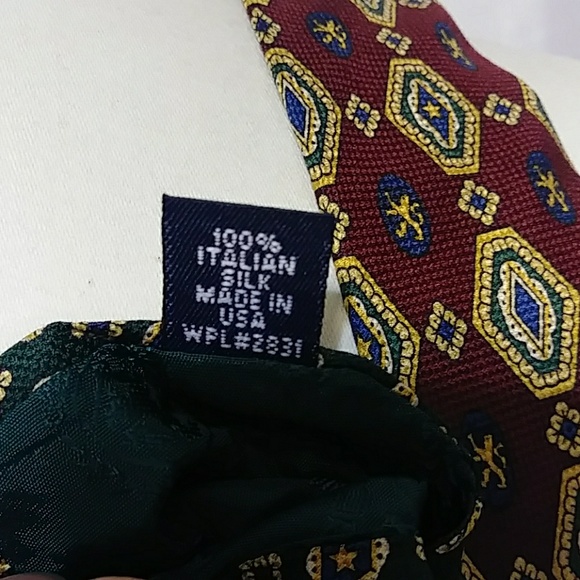 100%
ITALIAN
SILK
MADE IN
USA
WPL#2831